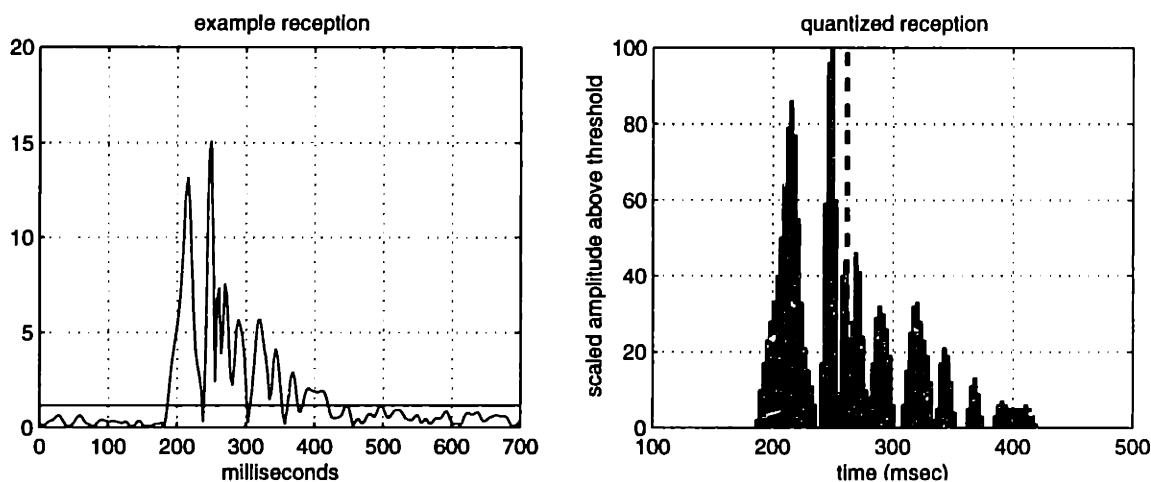 example reception
20
15
10
5
0
0 100 200 300 400 500 600 700
milliseconds
quantized reception
scaled amplitude above threshold
100
80
60
40
20
0
100 200 300 400 500
time (msec)